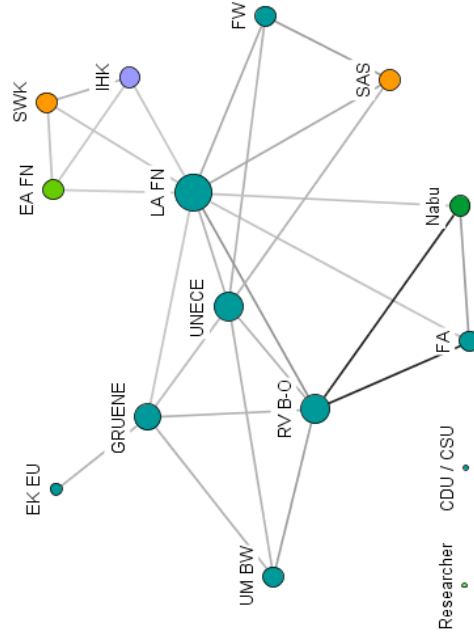 SWK
IHK
EA FN
LA FN
FW
SAS
UNECE
Nabu
FA
GRUENE
RV B-O
EK EU
CDU / CSU
UM BW
Researcher